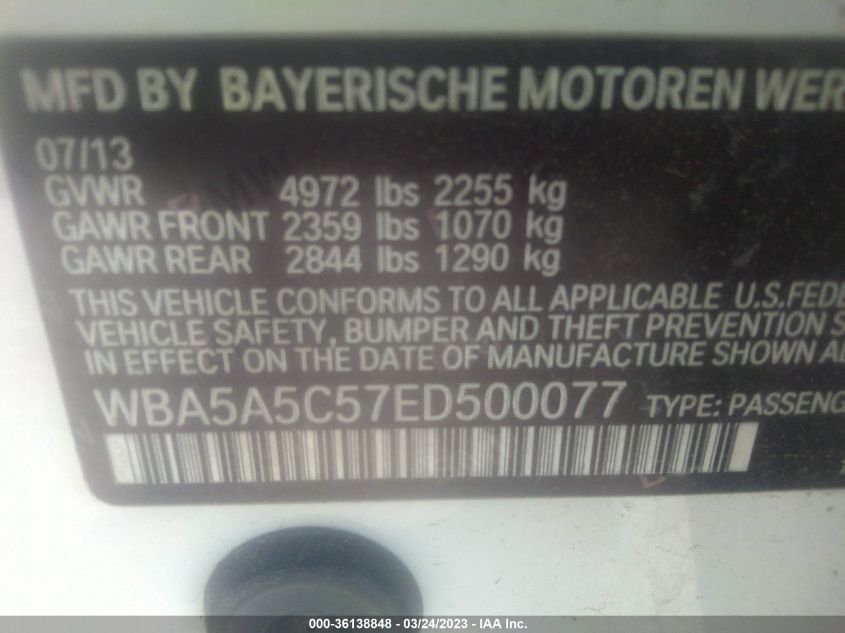 MFD BY BAYERISCHE MOTOREN WER
07/13
GVWR 4972 lbs 2255 kg
GAWR FRONT 2359 lbs 1070 kg
GAWR REAR 2844 lbs 1290 kg
THIS VEHICLE CONFORMS TO ALL APPLICABLE U.S.FEDE
VEHICLE SAFETY, BUMPER AND THEFT PREVENTION S
IN EFFECT ON THE DATE OF MANUFACTURE SHOWN A
WBA5A5C57ED500077 TYPE: PASSENG
000-36138848 - 03/24/2023 - IAA Inc.